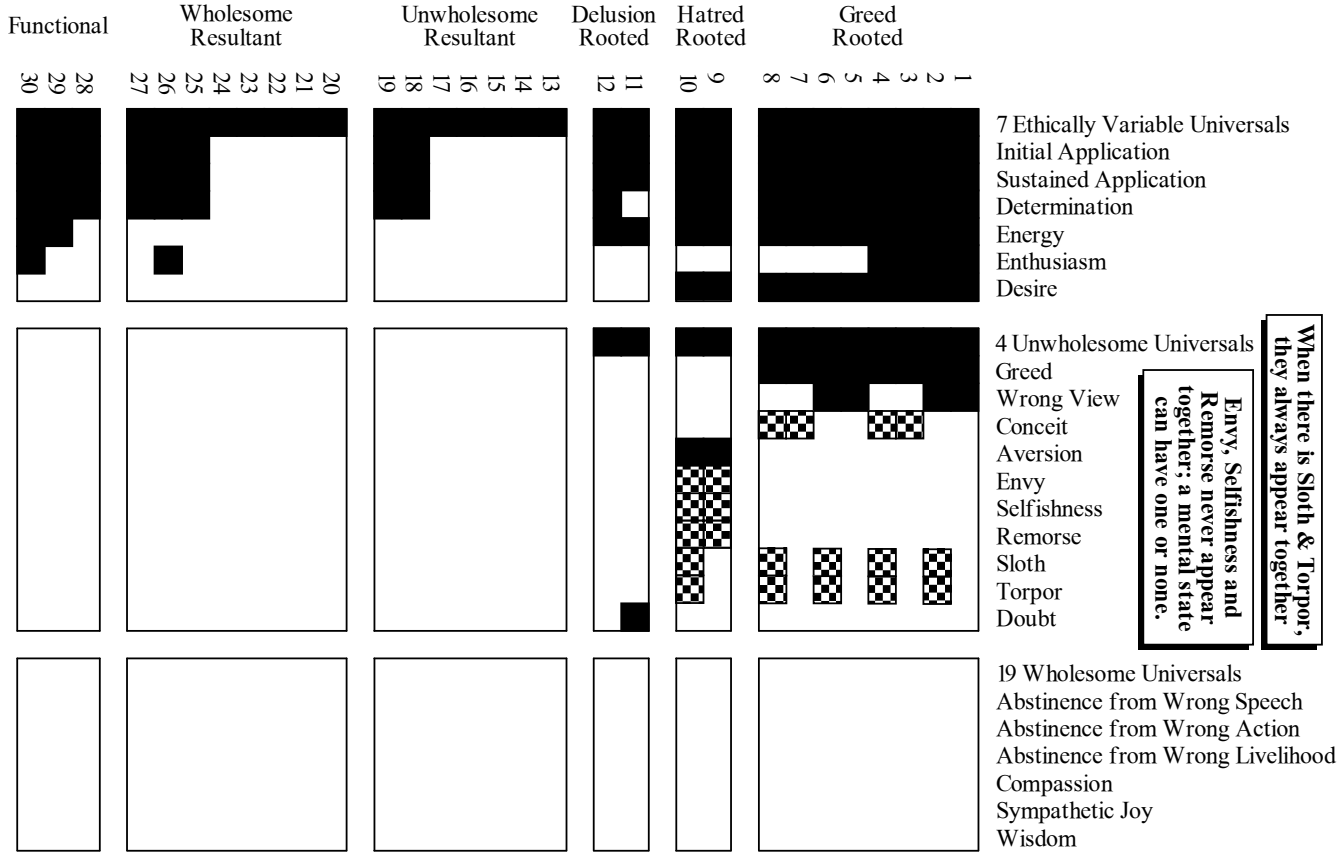 Functional
Wholesome
Resultant
Unwholesome
Resultant
Delusion
Rooted
Hatred
Rooted
Greed
Rooted
30 29 28 27 26 25 24 23 22 21 20 19 18 17 16 15 14 13 12 11 10 9 8 7 6 5 4 3 2 1
7 Ethically Variable Universals
Initial Application
Sustained Application
Determination
Energy
Enthusiasm
Desire
4 Unwholesome Universals
Greed
Wrong View
Conceit
Aversion
Envy
Selfishness
Remorse
Sloth
Torpor
Doubt
When there is Sloth & Torpor,
they always appear together
Envy, Selfishness and
Remorse never appear
together; a mental state
can have one or none.
19 Wholesome Universals
Abstinence from Wrong Speech
Abstinence from Wrong Action
Abstinence from Wrong Livelihood
Compassion
Sympathetic Joy
Wisdom